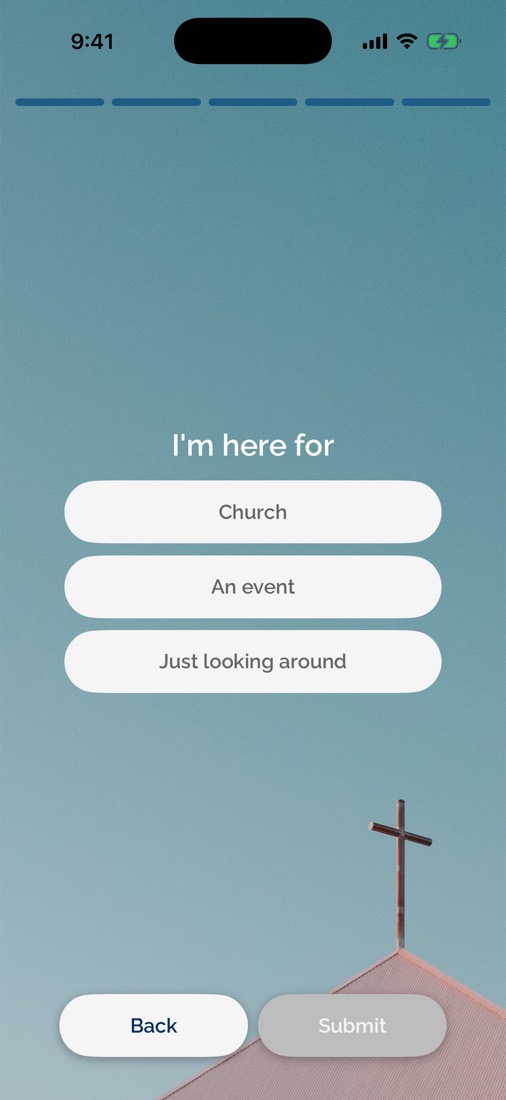 9:41
I'm here for
Church
An event
Just looking around
Back
Submit